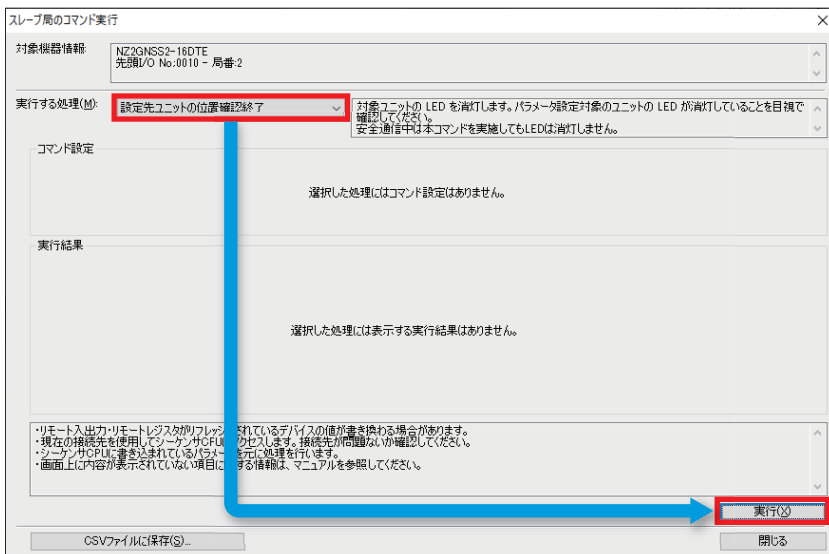 スレーブ局のコマンド実行
対象機器情報:
NZ2GNSS2-16DTE
先頭I/O No:0010 - 局番:2
実行する処理(M):
設定先ユニットの位置確認終了
対象ユニットの LED を消灯します。パラメータ設定対象のユニットの LED が消灯していることを目視で
確認してください。
安全通信中は本コマンドを実施してもLEDは消灯しません。
コマンド設定
選択した処理にはコマンド設定はありません。
実行結果
選択した処理には表示する実行結果はありません。
・リモート入出力・リモートレジスタがリフレッシ されているデバイスの値が書き換わる場合があります。
・現在の接続先を使用してシーケンサCPUに クセスします。接続先が問題ないか確認してください。
・シーケンサCPUに書き込まれているパラメー を元に処理を行います。
・画面上に内容が表示されていない項目に する情報は、マニュアルを参照してください。
実行(X)
CSVファイルに保存(S)...
閉じる